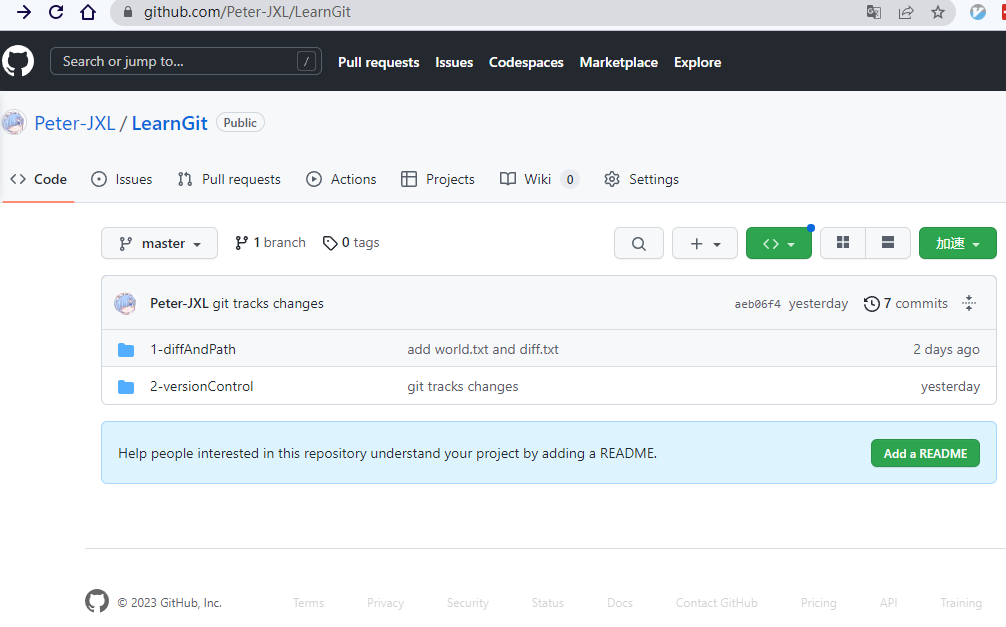 github.com/Peter-JXL/LearnGit
Search or jump to... / Pull requests Issues Codespaces Marketplace Explore
Peter-JXL / LearnGit Public
Code Issues Pull requests Actions Projects Wiki 0 Settings
master 1 branch 0 tags 加速
Peter-JXL git tracks changes aeb06f4 yesterday 7 commits
1-diffAndPath add world.txt and diff.txt 2 days ago
2-versionControl git tracks changes yesterday
Help people interested in this repository understand your project by adding a README. Add a README
© 2023 GitHub, Inc. Terms Privacy Security Status Docs Contact GitHub Pricing API Training